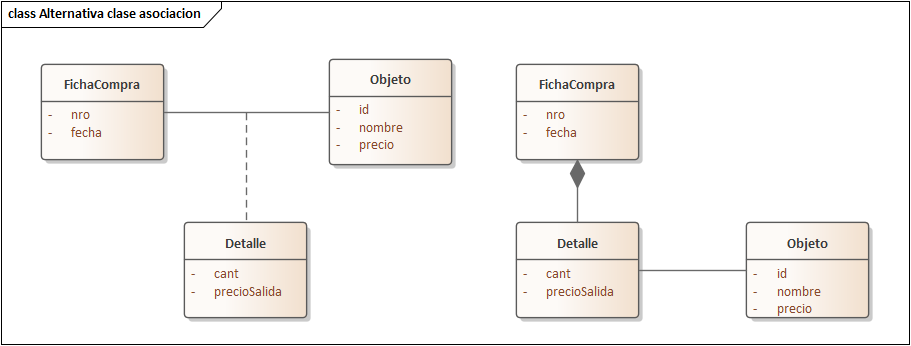 class Alternativa clase asociacion
FichaCompra
- nro
- fecha
Objeto
- id
- nombre
- precio
Detalle
- cant
- precioSalida
FichaCompra
- nro
- fecha
Detalle
- cant
- precioSalida
Objeto
- id
- nombre
- precio